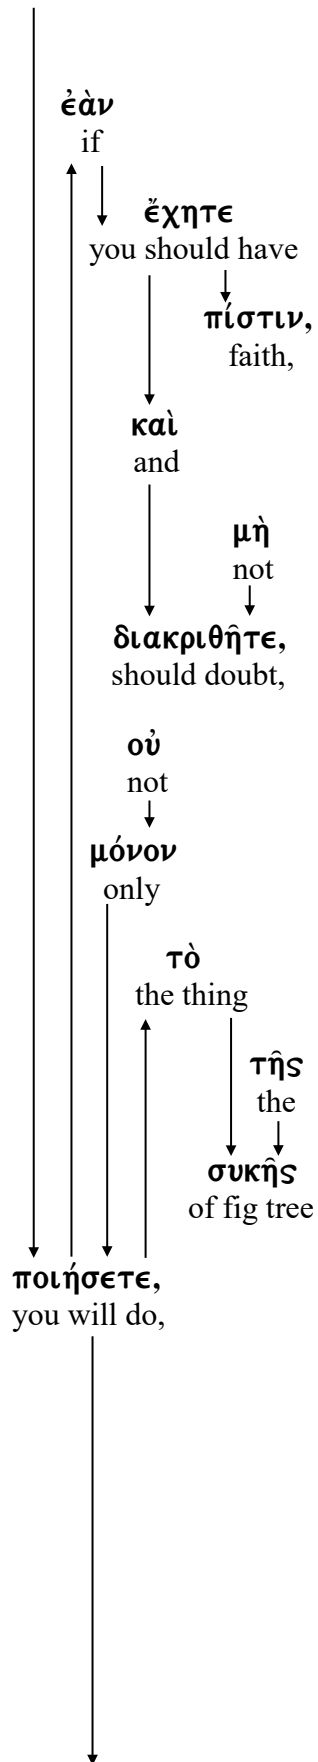 ἐὰν
if
ἔχητε
you should have
πίστιν,
faith,
καὶ
and
μὴ
not
διακριθῆτε,
should doubt,
οὐ
not
μόνον
only
τὸ
the thing
τῆς
the
συκῆς
of fig tree
ποιήσετε,
you will do,